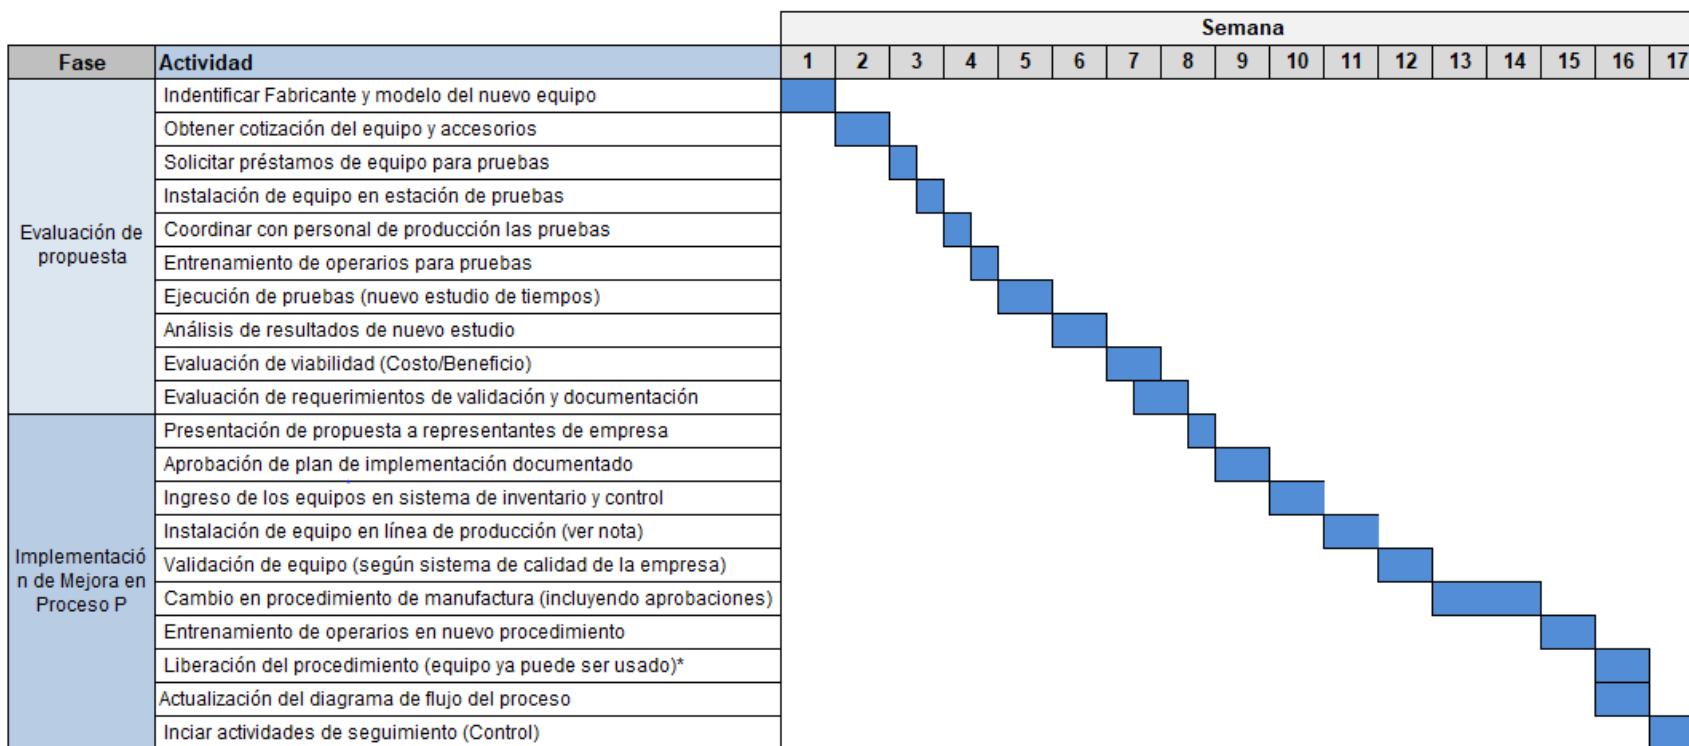 Semana
Fase Actividad 1 2 3 4 5 6 7 8 9 10 11 12 13 14 15 16 17
Evaluación de
propuesta
Indentificar Fabricante y modelo del nuevo equipo
Obtener cotización del equipo y accesorios
Solicitar préstamos de equipo para pruebas
Instalación de equipo en estación de pruebas
Coordinar con personal de producción las pruebas
Entrenamiento de operarios para pruebas
Ejecución de pruebas (nuevo estudio de tiempos)
Análisis de resultados de nuevo estudio
Evaluación de viabilidad (Costo/Beneficio)
Evaluación de requerimientos de validación y documentación
Implementació
n de Mejora en
Proceso P
Presentación de propuesta a representantes de empresa
Aprobación de plan de implementación documentado
Ingreso de los equipos en sistema de inventario y control
Instalación de equipo en línea de producción (ver nota)
Validación de equipo (según sistema de calidad de la empresa)
Cambio en procedimiento de manufactura (incluyendo aprobaciones)
Entrenamiento de operarios en nuevo procedimiento
Liberación del procedimiento (equipo ya puede ser usado)*
Actualización del diagrama de flujo del proceso
Inciar actividades de seguimiento (Control)